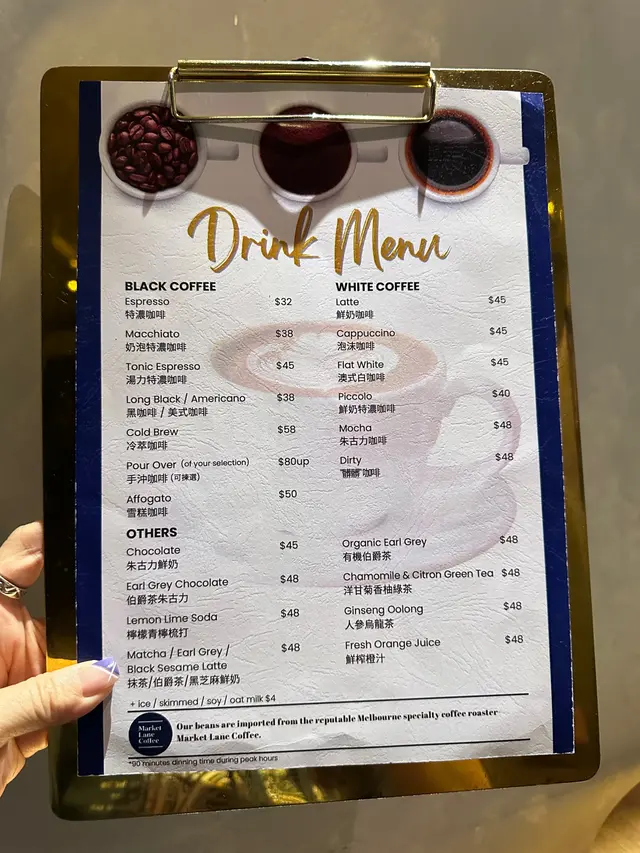 Drink Menu
BLACK COFFEE
Espresso $32
特濃咖啡
Macchiato $38
奶泡特濃咖啡
Tonic Espresso $45
湯力特濃咖啡
Long Black / Americano $38
黑咖啡 / 美式咖啡
Cold Brew $58
冷萃咖啡
Pour Over (of your selection) $80up
手沖咖啡 (可揀選)
Affogato $50
雪糕咖啡
WHITE COFFEE
Latte $45
鮮奶咖啡
Cappuccino $45
泡沫咖啡
Flat White $45
澳式白咖啡
Piccolo $40
鮮奶特濃咖啡
Mocha $48
朱古力咖啡
Dirty $48
髒髒咖啡
OTHERS
Chocolate $45
朱古力鮮奶
Earl Grey Chocolate $48
伯爵茶朱古力
Lemon Lime Soda $48
檸檬青檸梳打
Matcha / Earl Grey / $48
Black Sesame Latte
抹茶/伯爵茶/黑芝麻鮮奶
Organic Earl Grey $48
有機伯爵茶
Chamomile & Citron Green Tea $48
洋甘菊香柚綠茶
Ginseng Oolong $48
人參烏龍茶
Fresh Orange Juice $48
鮮榨橙汁
+ ice / skimmed / soy / oat milk $4
Market
Lane
Coffee
Our beans are imported from the reputable Melbourne specialty coffee roaster
Market Lane Coffee.
*90 minutes dinning time during peak hours